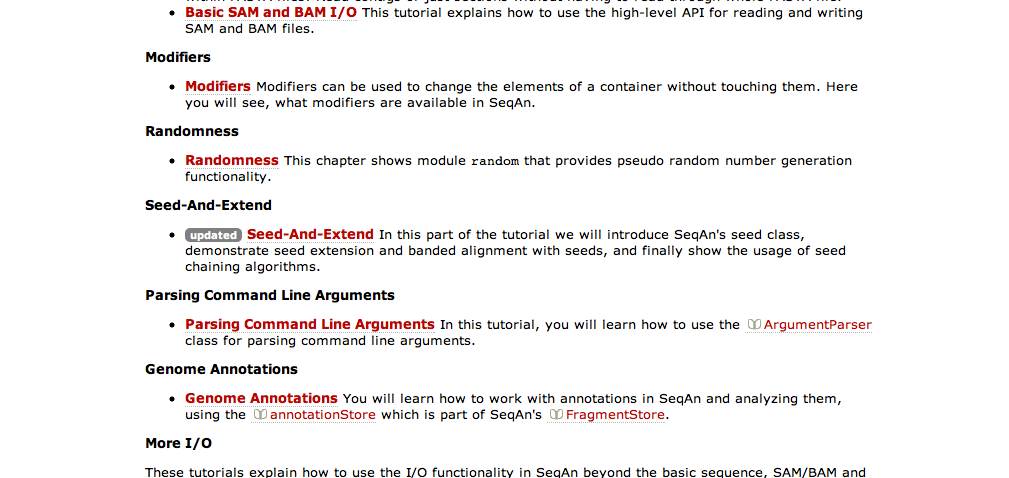 Basic SAM and BAM I/O This tutorial explains how to use the high-level API for reading and writing
SAM and BAM files.
Modifiers
Modifiers Modifiers can be used to change the elements of a container without touching them. Here
you will see, what modifiers are available in SeqAn.
Randomness
Randomness This chapter shows module random that provides pseudo random number generation
functionality.
Seed-And-Extend
updated Seed-And-Extend In this part of the tutorial we will introduce SeqAn's seed class,
demonstrate seed extension and banded alignment with seeds, and finally show the usage of seed
chaining algorithms.
Parsing Command Line Arguments
Parsing Command Line Arguments In this tutorial, you will learn how to use the ArgumentParser
class for parsing command line arguments.
Genome Annotations
Genome Annotations You will learn how to work with annotations in SeqAn and analyzing them,
using the annotationStore which is part of SeqAn's FragmentStore.
More I/O
These tutorials explain how to use the I/O functionality in SeqAn beyond the basic sequence, SAM/BAM and